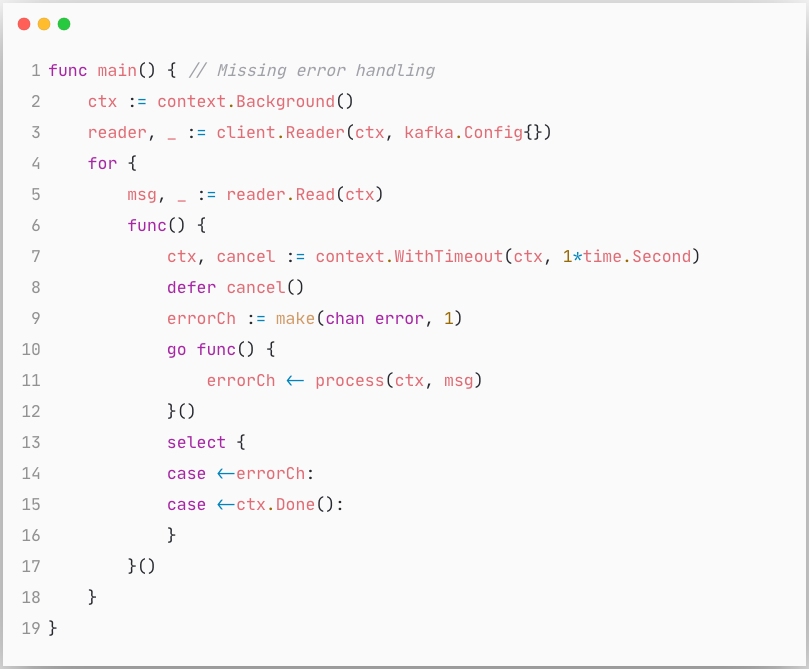 1 func main() { // Missing error handling
2     ctx := context.Background()
3     reader, _ := client.Reader(ctx, kafka.Config{})
4     for {
5         msg, _ := reader.Read(ctx)
6         func() {
7             ctx, cancel := context.WithTimeout(ctx, 1*time.Second)
8             defer cancel()
9             errorCh := make(chan error, 1)
10             go func() {
11                 errorCh <- process(ctx, msg)
12             }()
13             select {
14             case <-errorCh:
15             case <-ctx.Done():
16             }
17         }()
18     }
19 }